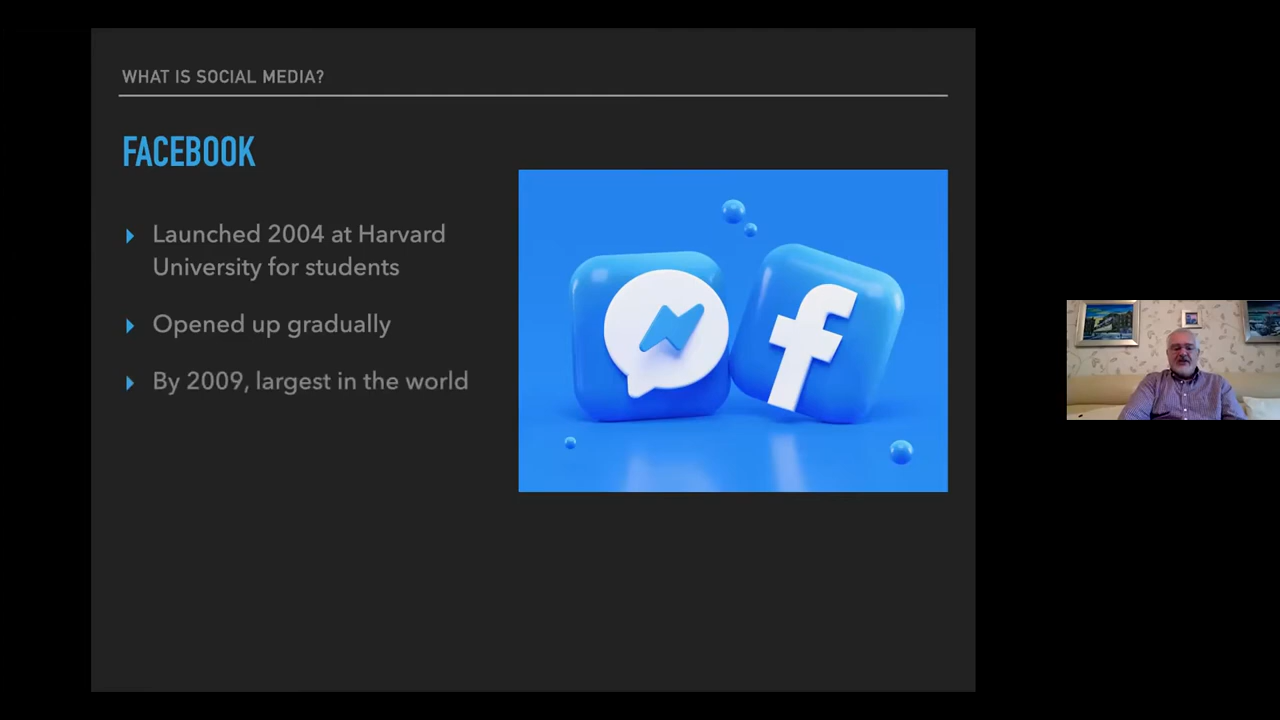 WHAT IS SOCIAL MEDIA?
FACEBOOK
Launched 2004 at Harvard
University for students
Opened up gradually
By 2009, largest in the world